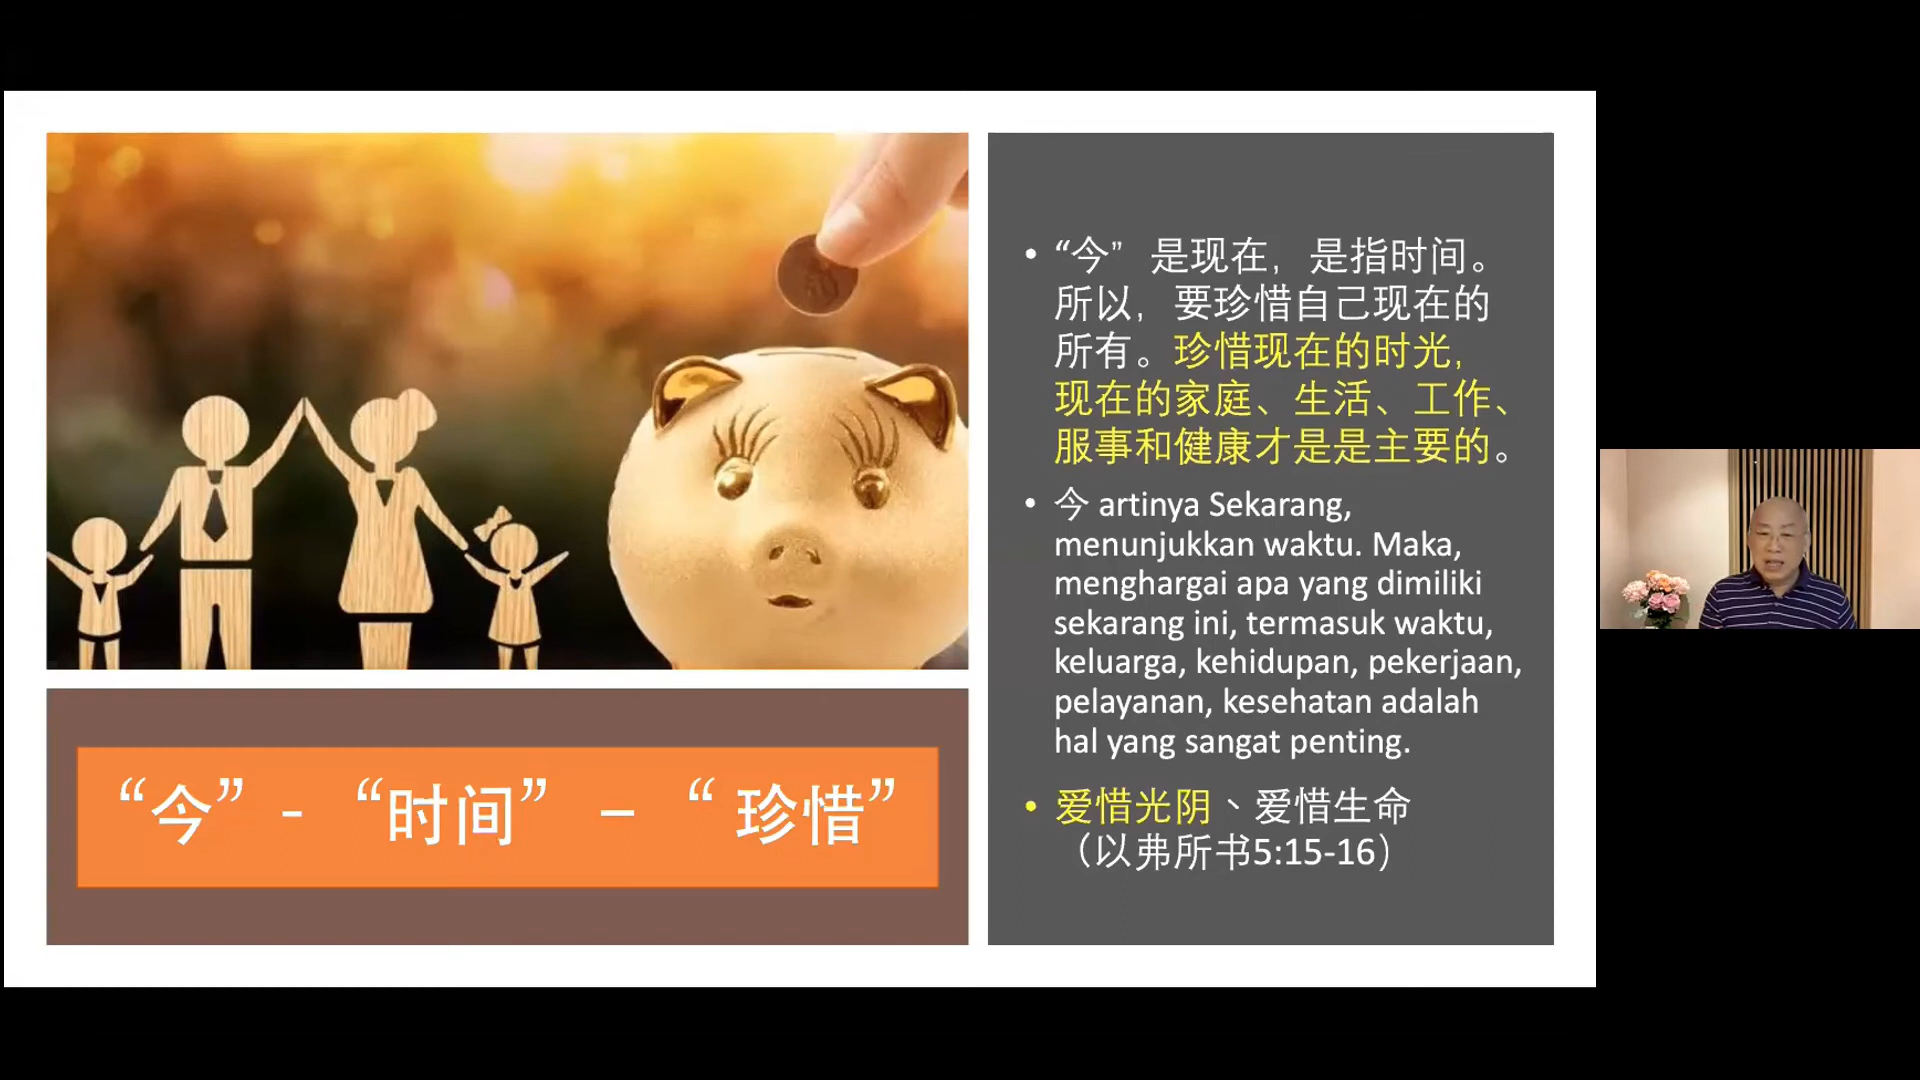 “今” - “时间” – “ 珍惜”
• “今” 是现在，是指时间。
所以，要珍惜自己现在的
所有。珍惜现在的时光，
现在的家庭、生活、工作、
服事和健康才是是主要的。
• 今 artinya Sekarang,
menunjukkan waktu. Maka,
menghargai apa yang dimiliki
sekarang ini, termasuk waktu,
keluarga, kehidupan, pekerjaan,
pelayanan, kesehatan adalah
hal yang sangat penting.
• 爱惜光阴、爱惜生命
（以弗所书5:15-16）